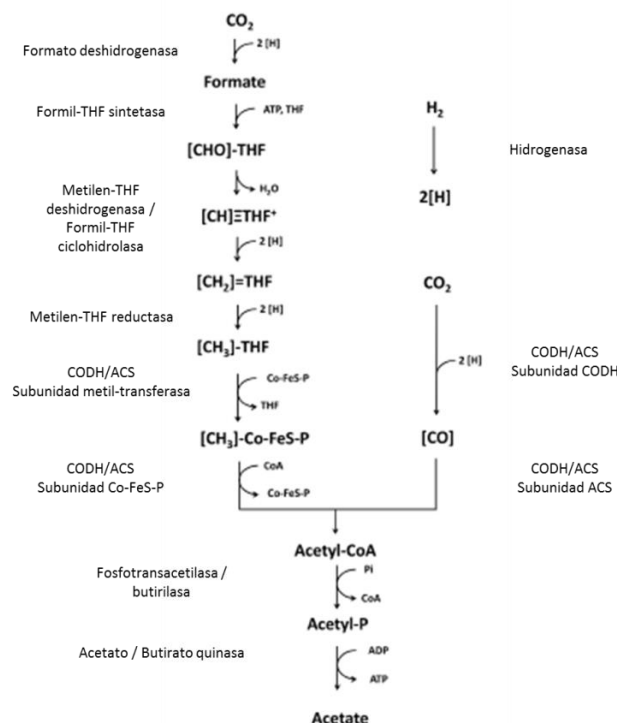 CO₂
Formato deshidrogenasa
2 [H]
Formate
Formil-THF sintetasa
ATP, THF
[CHO]-THF
H₂O
Metilen-THF
deshidrogenasa /
Formil-THF
ciclohidrolasa
[CH]ΞTHF⁺
2 [H]
[CH₂]=THF
Metilen-THF reductasa
2 [H]
[CH₃]-THF
CODH/ACS
Subunidad metil-transferasa
Co-FeS-P
THF
[CH₃]-Co-FeS-P
CODH/ACS
Subunidad Co-FeS-P
CoA
Co-FeS-P
H₂
Hidrogenasa
2[H]
CO₂
2 [H]
CODH/ACS
Subunidad CODH
[CO]
CODH/ACS
Subunidad ACS
Acetyl-CoA
Fosfotransacetilasa /
butirilasa
Pi
CoA
Acetyl-P
Acetato / Butirato quinasa
ADP
ATP
Acetate